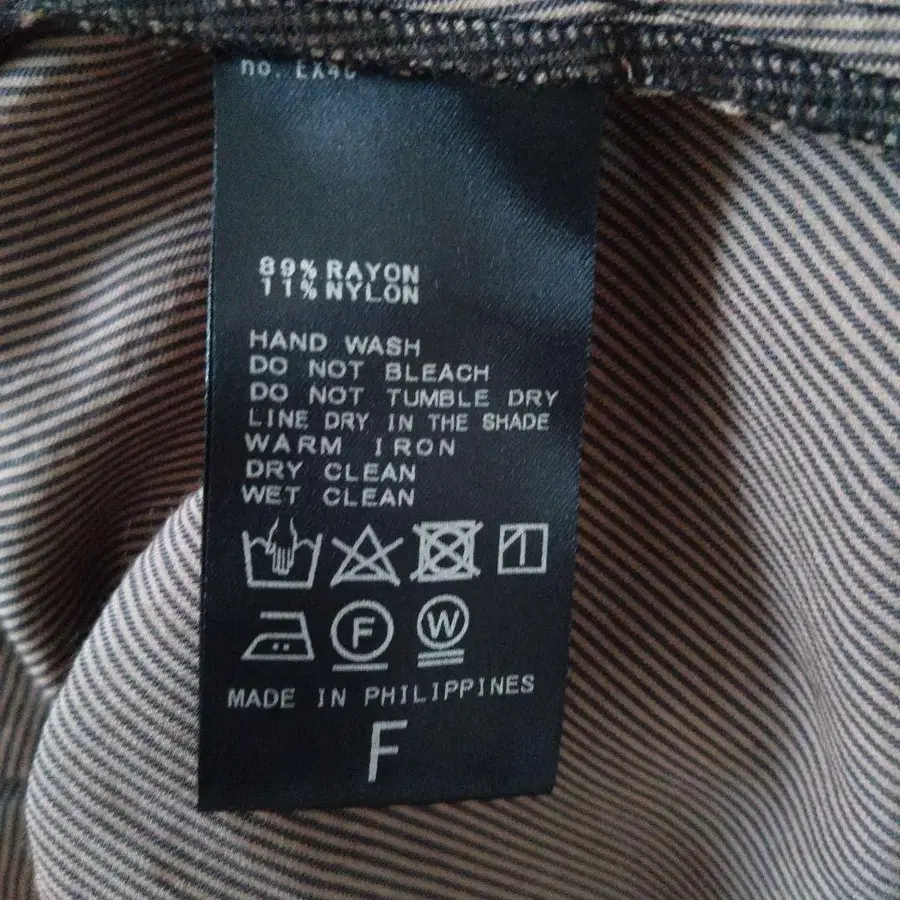 no.
89% RAYON
11% NYLON
HAND WASH
DO NOT BLEACH
DO NOT TUMBLE DRY
LINE DRY IN THE SHADE
WARM IRON
DRY CLEAN
WET CLEAN
F W
MADE IN PHILIPPINES
F